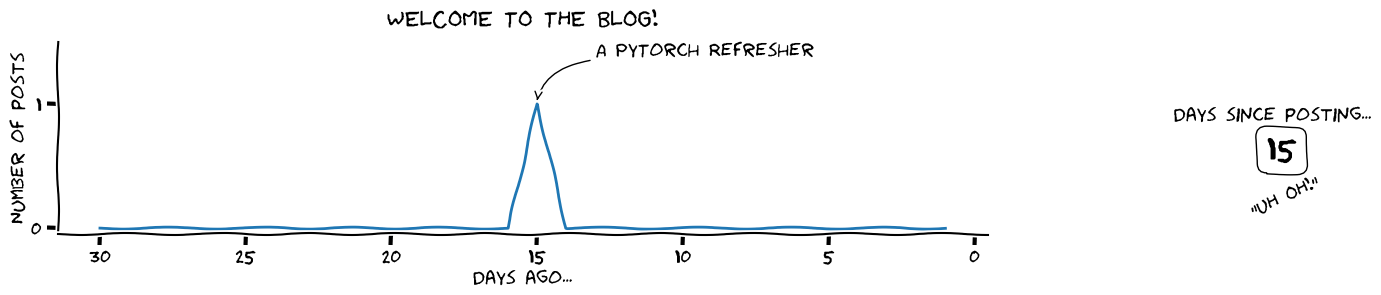 WELCOME TO THE BLOG!
A PYTORCH REFRESHER
NUMBER OF POSTS
1
0
30 25 20 15 10 5 0
DAYS AGO...
DAYS SINCE POSTING...
15
"UH OH!"